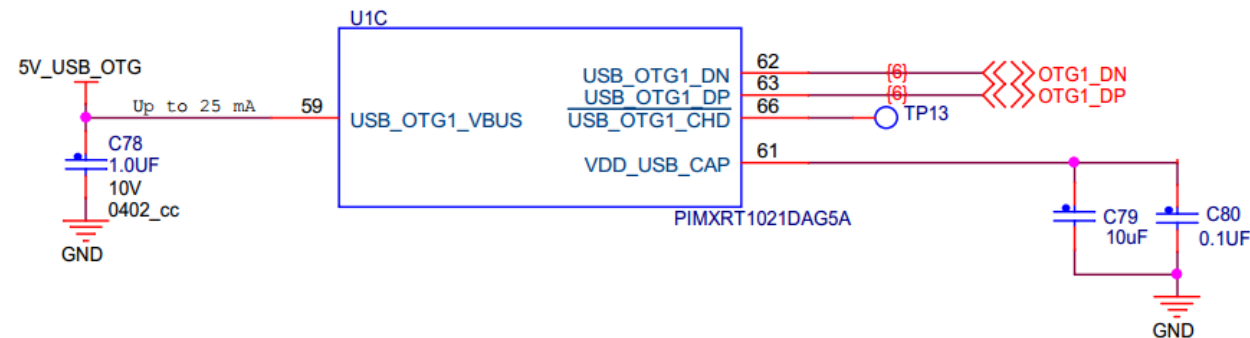 U1C
5V_USB_OTG
Up to 25 mA
59
USB_OTG1_VBUS
USB_OTG1_DN
62
{6}
OTG1_DN
USB_OTG1_DP
63
{6}
OTG1_DP
USB_OTG1_CHD
66
TP13
VDD_USB_CAP
61
C78
1.0UF
10V
0402_cc
GND
PIMXRT1021DAG5A
C79
10uF
C80
0.1UF
GND